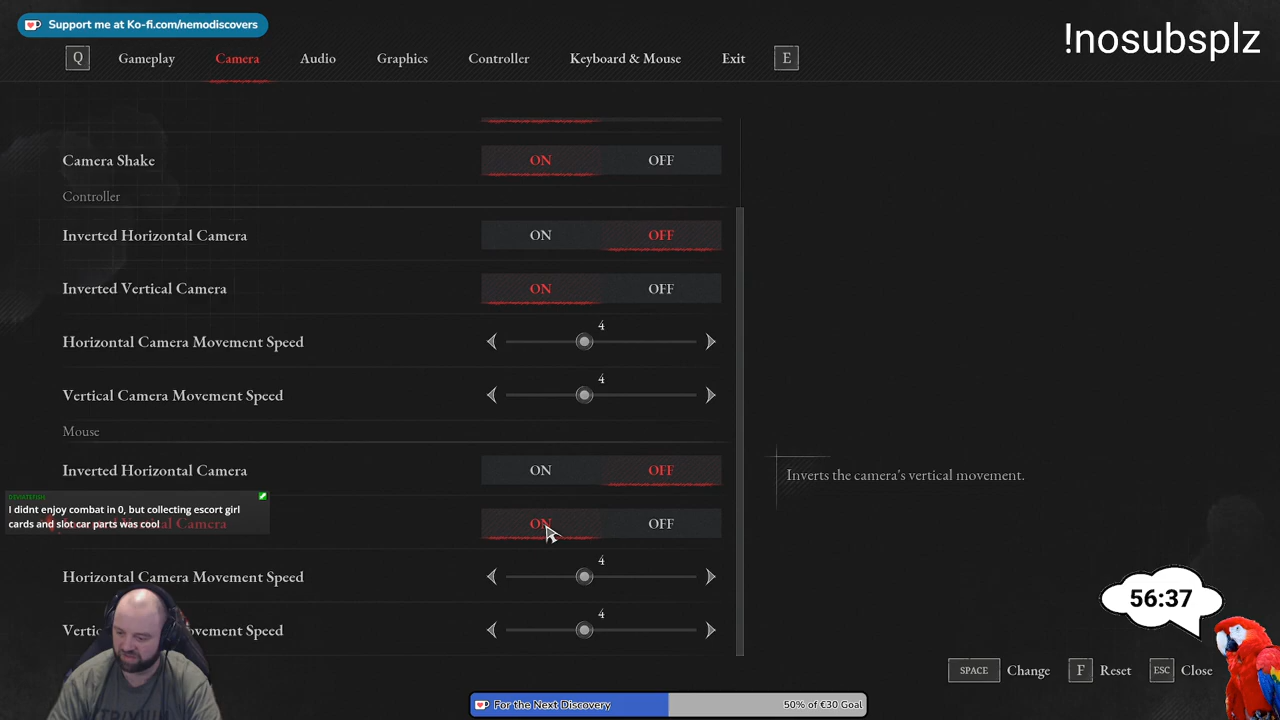 Support me at Ko-fi.com/nemodiscovers
!nosubsplz
Q Gameplay Camera Audio Graphics Controller Keyboard & Mouse Exit E
Camera Shake ON OFF
Controller
Inverted Horizontal Camera ON OFF
Inverted Vertical Camera ON OFF
Horizontal Camera Movement Speed 4
Vertical Camera Movement Speed 4
Mouse
Inverted Horizontal Camera ON OFF
Inverts the camera's vertical movement.
DEVIATEFISH
I didnt enjoy combat in 0, but collecting escort girl
cards and slot car parts was cool
Camera ON OFF
Horizontal Camera Movement Speed 4
Movement Speed 4
56:37
SPACE Change F Reset ESC Close
For the Next Discovery 50% of €30 Goal